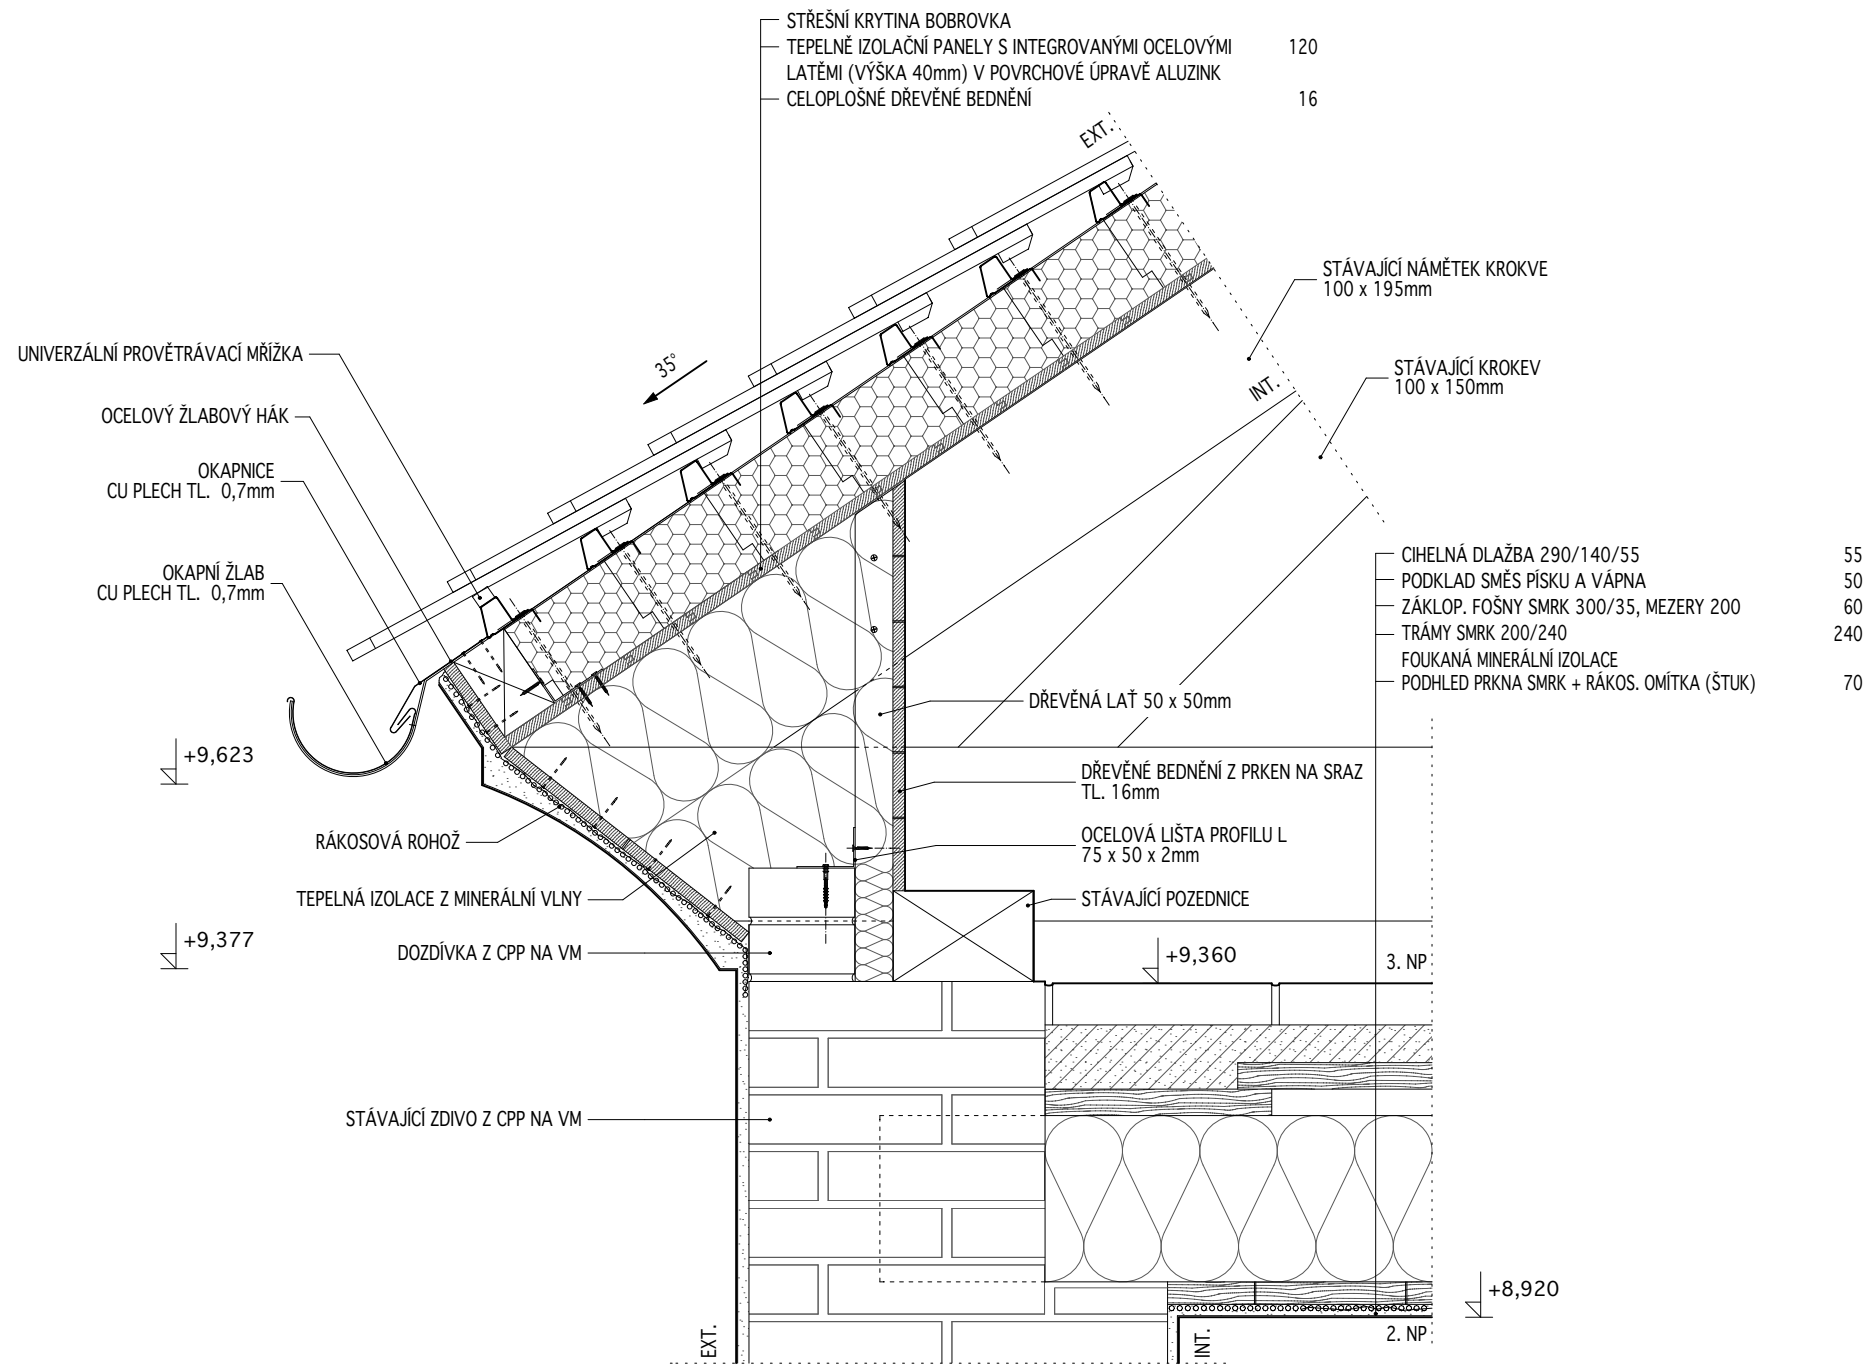 STŘEŠNÍ KRYTINA BOBROVKA
TEPELNĚ IZOLAČNÍ PANELY S INTEGROVANÝMI OCELOVÝMI 120
LATĚMI (VÝŠKA 40mm) V POVRCHOVÉ ÚPRAVĚ ALUZINK
CELOPLOŠNÉ DŘEVĚNÉ BEDNĚNÍ 16
EXT.
STÁVAJÍCÍ NÁMĚTEK KROKVE
100 x 195mm
35°
INT.
STÁVAJÍCÍ KROKEV
100 x 150mm
UNIVERZÁLNÍ PROVĚTRÁVACÍ MŘÍŽKA
OCELOVÝ ŽLABOVÝ HÁK
OKAPNICE
CU PLECH TL. 0,7mm
OKAPNÍ ŽLAB
CU PLECH TL. 0,7mm
CIHELNÁ DLAŽBA 290/140/55 55
PODKLAD SMĚS PÍSKU A VÁPNA 50
ZÁKLOP. FOŠNY SMRK 300/35, MEZERY 200 60
TRÁMY SMRK 200/240 240
FOUKANÁ MINERÁLNÍ IZOLACE
PODHLED PRKNA SMRK + RÁKOS. OMÍTKA (ŠTUK) 70
DŘEVĚNÁ LAŤ 50 x 50mm
+9,623
DŘEVĚNÉ BEDNĚNÍ Z PRKEN NA SRAZ
TL. 16mm
RÁKOSOVÁ ROHOŽ
OCELOVÁ LIŠTA PROFILU L
75 x 50 x 2mm
TEPELNÁ IZOLACE Z MINERÁLNÍ VLNY
STÁVAJÍCÍ POZEDNICE
+9,377
DOZDÍVKA Z CPP NA VM
+9,360
3. NP
STÁVAJÍCÍ ZDIVO Z CPP NA VM
+8,920
EXT.
INT.
2. NP